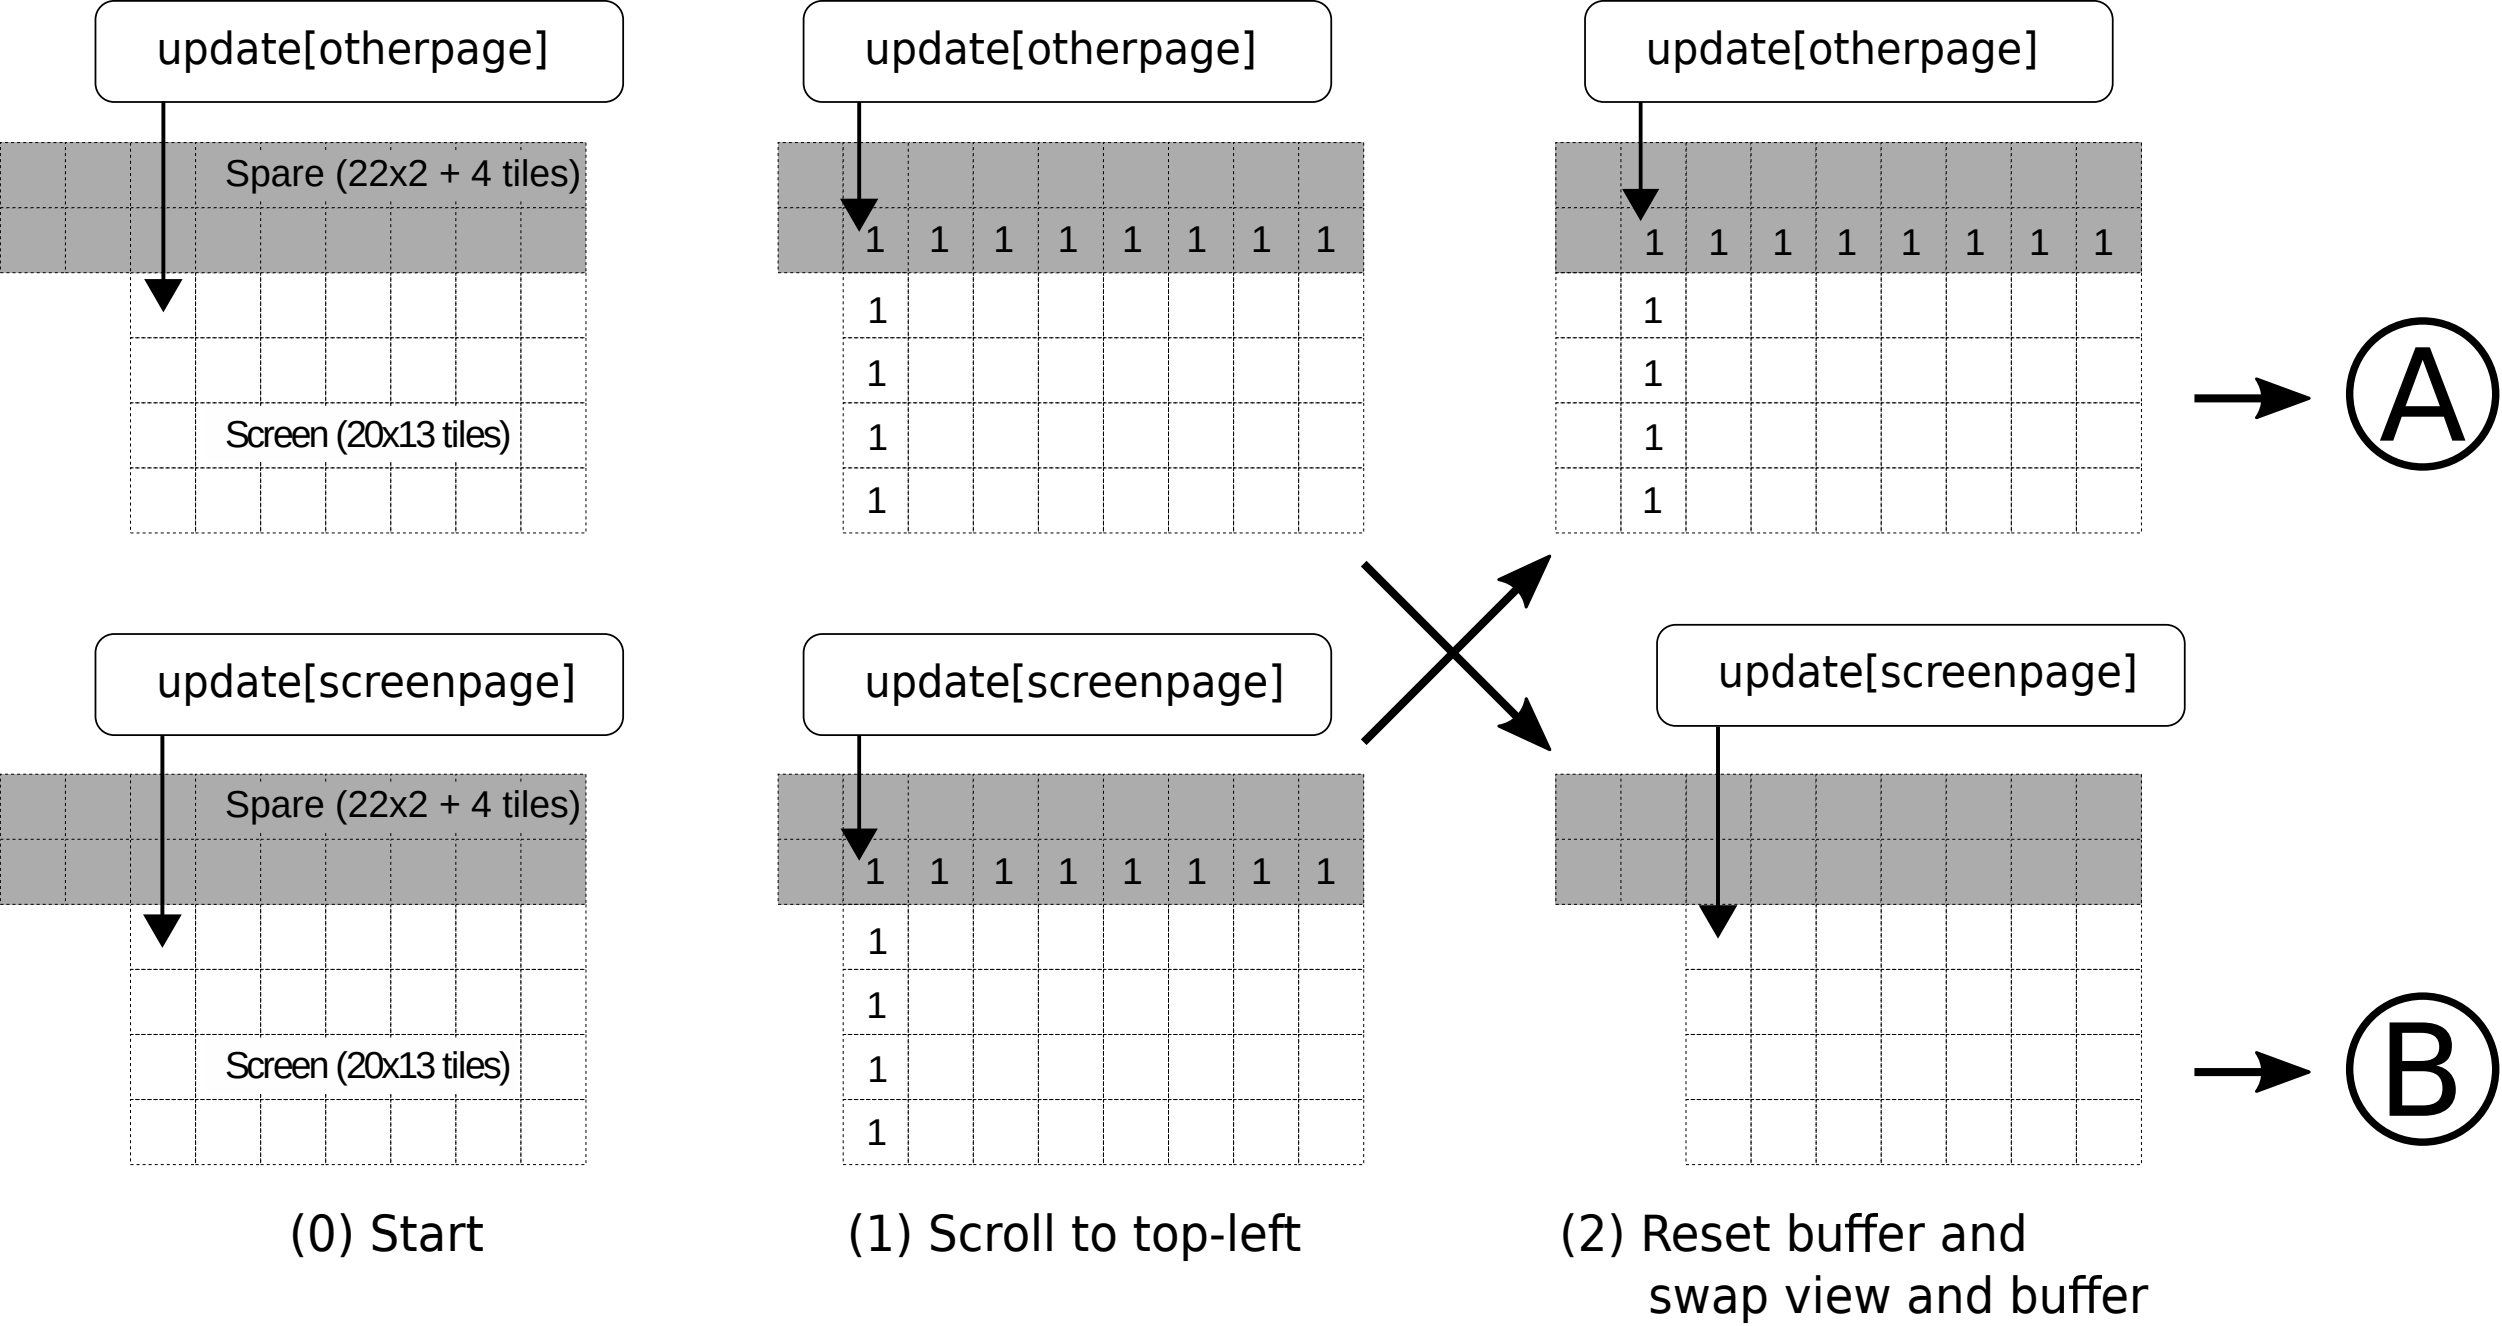 update[otherpage]
update[otherpage]
update[otherpage]
Spare (22x2 + 4 tiles)
1 1 1 1 1 1 1 1
1 1 1 1 1 1 1 1
1
1
1
1
Screen (20x13 tiles)
1
1
1
1
A
update[screenpage]
update[screenpage]
update[screenpage]
Spare (22x2 + 4 tiles)
1 1 1 1 1 1 1 1
1
1
Screen (20x13 tiles)
1
1
B
(0) Start
(1) Scroll to top-left
(2) Reset buffer and
swap view and buffer